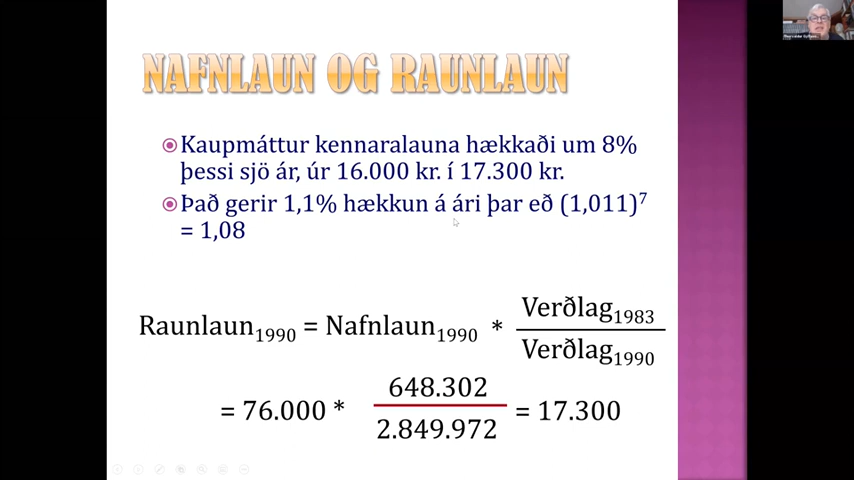 NAFNLAUN OG RAUNLAUN
Kaupmáttur kennaralauna hækkaði um 8%
þessi sjö ár, úr 16.000 kr. í 17.300 kr.
Það gerir 1,1% hækkun á ári þar eð (1,011)⁷
= 1,08
Raunlaun₁₉₉₀ = Nafnlaun₁₉₉₀ * Verðlag₁₉₈₃
Verðlag₁₉₉₀
= 76.000 * 648.302 = 17.300
2.849.972